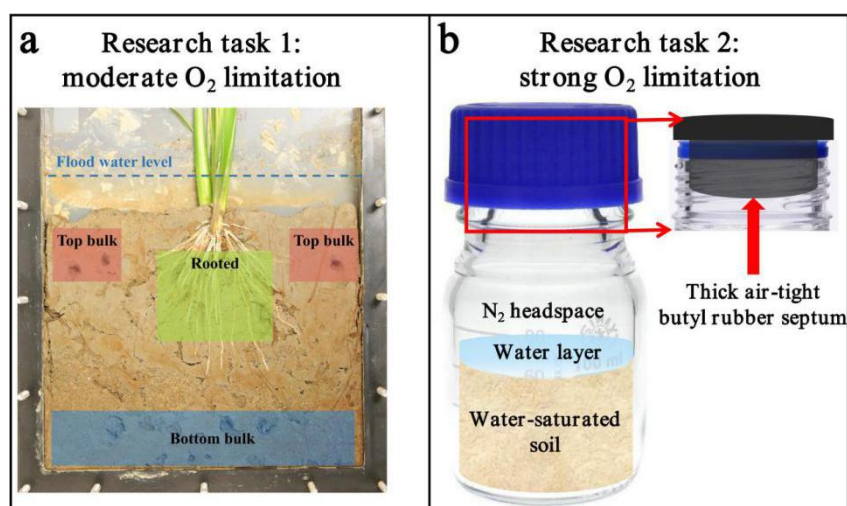 a
Research task 1:
moderate O₂ limitation
Flood water level
Top bulk
Top bulk
Rooted
Bottom bulk
b
Research task 2:
strong O₂ limitation
N₂ headspace
Water layer
Water-saturated
soil
Thick air-tight
butyl rubber septum